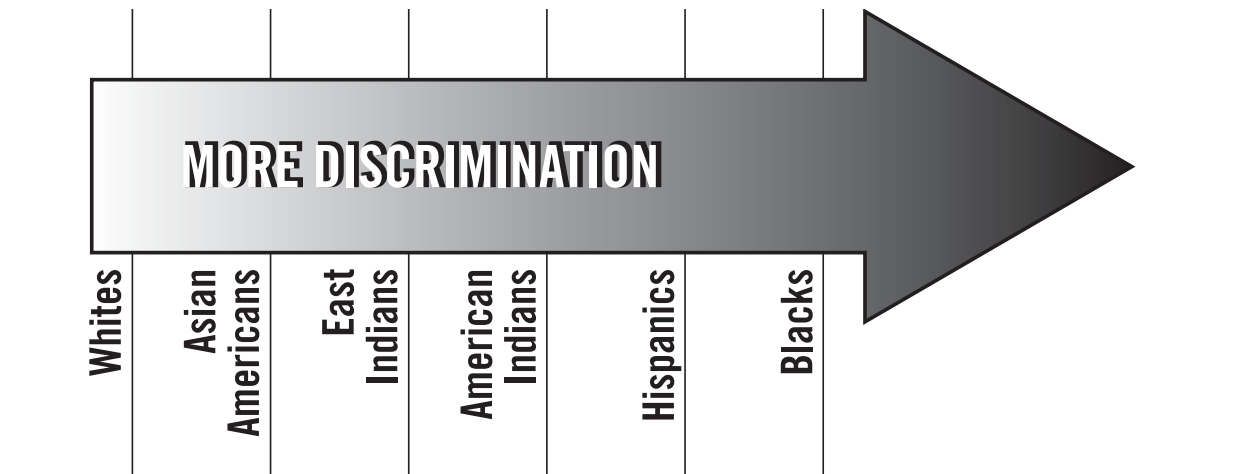 MORE DISCRIMINATION
Whites
Asian
Americans
East
Indians
American
Indians
Hispanics
Blacks